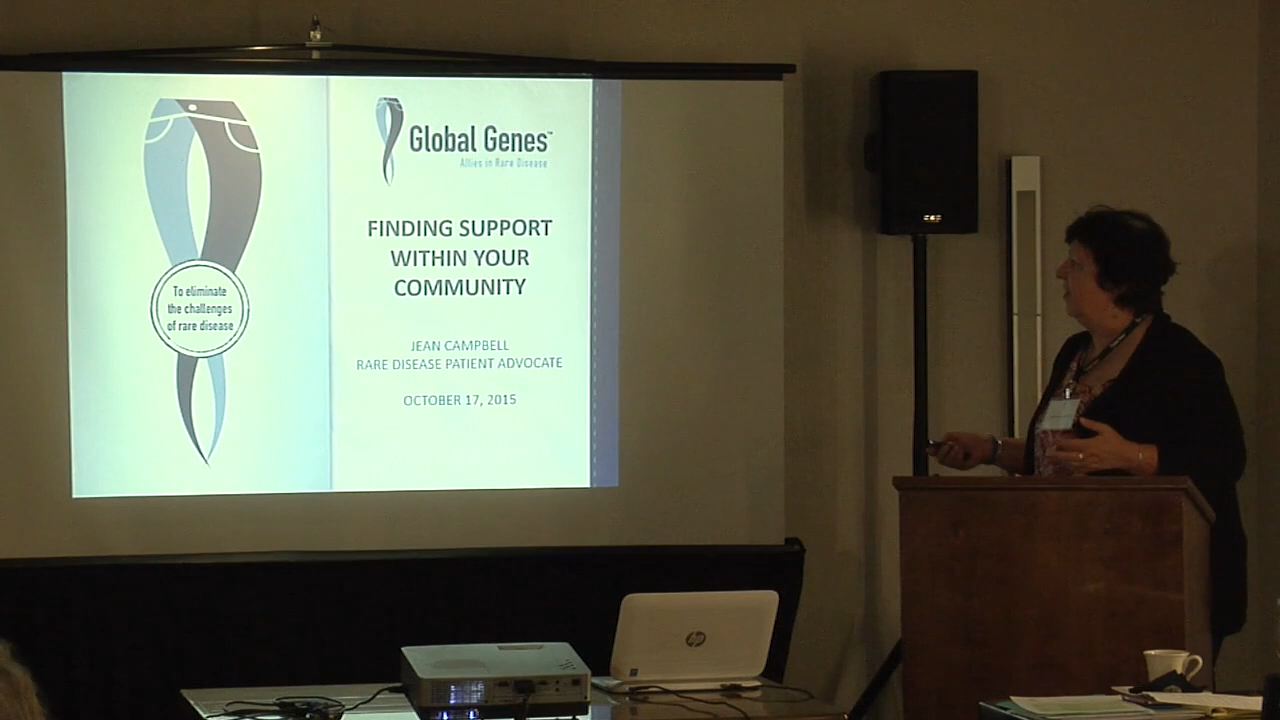 To eliminate
the challenges
of rare disease
Global Genes™
Allies in Rare Disease
FINDING SUPPORT
WITHIN YOUR
COMMUNITY
JEAN CAMPBELL
RARE DISEASE PATIENT ADVOCATE
OCTOBER 17, 2015
hp